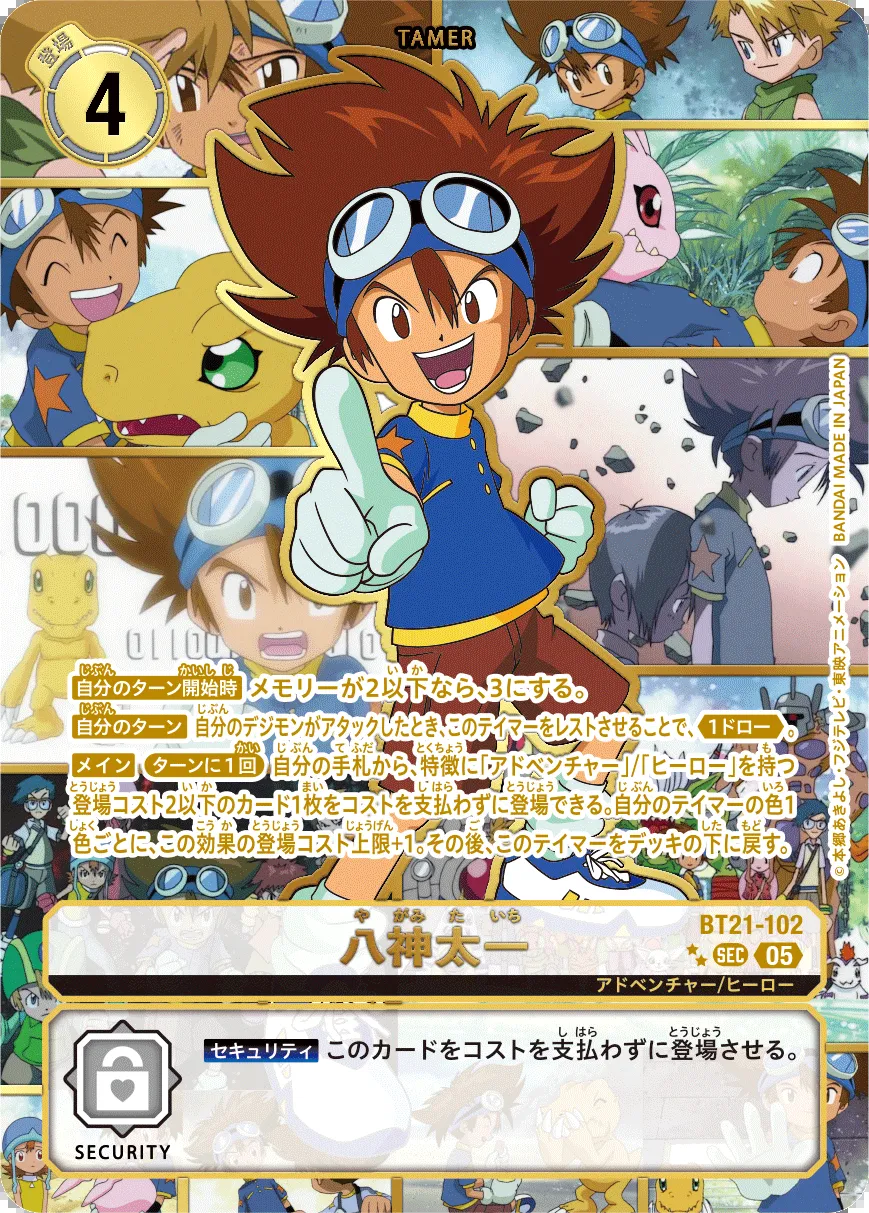 TAMER
登場
4
自分のターン開始時 メモリーが2以下なら、3にする。
自分のターン 自分のデジモンがアタックしたとき、このテイマーをレストさせることで、1ドロー。
メイン ターンに1回 自分の手札から、特徴に「アドベンチャー」/「ヒーロー」を持つ
登場コスト2以下のカード1枚をコストを支払わずに登場できる。自分のテイマーの色1
色ごとに、この効果の登場コスト上限+1。その後、このテイマーをデッキの下に戻す。
BT21-102
やがみ たいち
八神太一
SEC 05
アドベンチャー/ヒーロー
セキュリティ このカードをコストを支払わずに登場させる。
SECURITY
©本郷あきよし・フジテレビ・東映アニメーション BANDAI MADE IN JAPAN